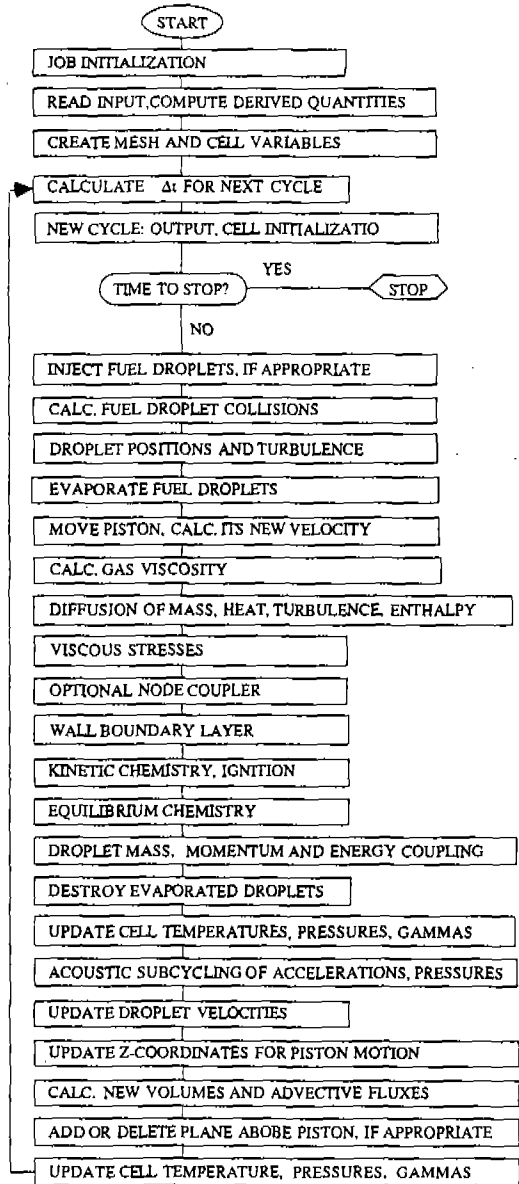 START
JOB INITIALIZATION
READ INPUT,COMPUTE DERIVED QUANTITIES
CREATE MESH AND CELL VARIABLES
CALCULATE Δt FOR NEXT CYCLE
NEW CYCLE: OUTPUT, CELL INITIALIZATIO
YES
TIME TO STOP?
STOP
NO
INJECT FUEL DROPLETS, IF APPROPRIATE
CALC. FUEL DROPLET COLLISIONS
DROPLET POSITIONS AND TURBULENCE
EVAPORATE FUEL DROPLETS
MOVE PISTON, CALC. ITS NEW VELOCITY
CALC. GAS VISCOSITY
DIFFUSION OF MASS, HEAT, TURBULENCE, ENTHALPY
VISCOUS STRESSES
OPTIONAL NODE COUPLER
WALL BOUNDARY LAYER
KINETIC CHEMISTRY, IGNITION
EQUILIBRIUM CHEMISTRY
DROPLET MASS, MOMENTUM AND ENERGY COUPLING
DESTROY EVAPORATED DROPLETS
UPDATE CELL TEMPERATURES, PRESSURES, GAMMAS
ACOUSTIC SUBCYCLING OF ACCELERATIONS, PRESSURES
UPDATE DROPLET VELOCITIES
UPDATE Z-COORDINATES FOR PISTON MOTION
CALC. NEW VOLUMES AND ADVECTIVE FLUXES
ADD OR DELETE PLANE ABOBE PISTON, IF APPROPRIATE
UPDATE CELL TEMPERATURE, PRESSURES, GAMMAS